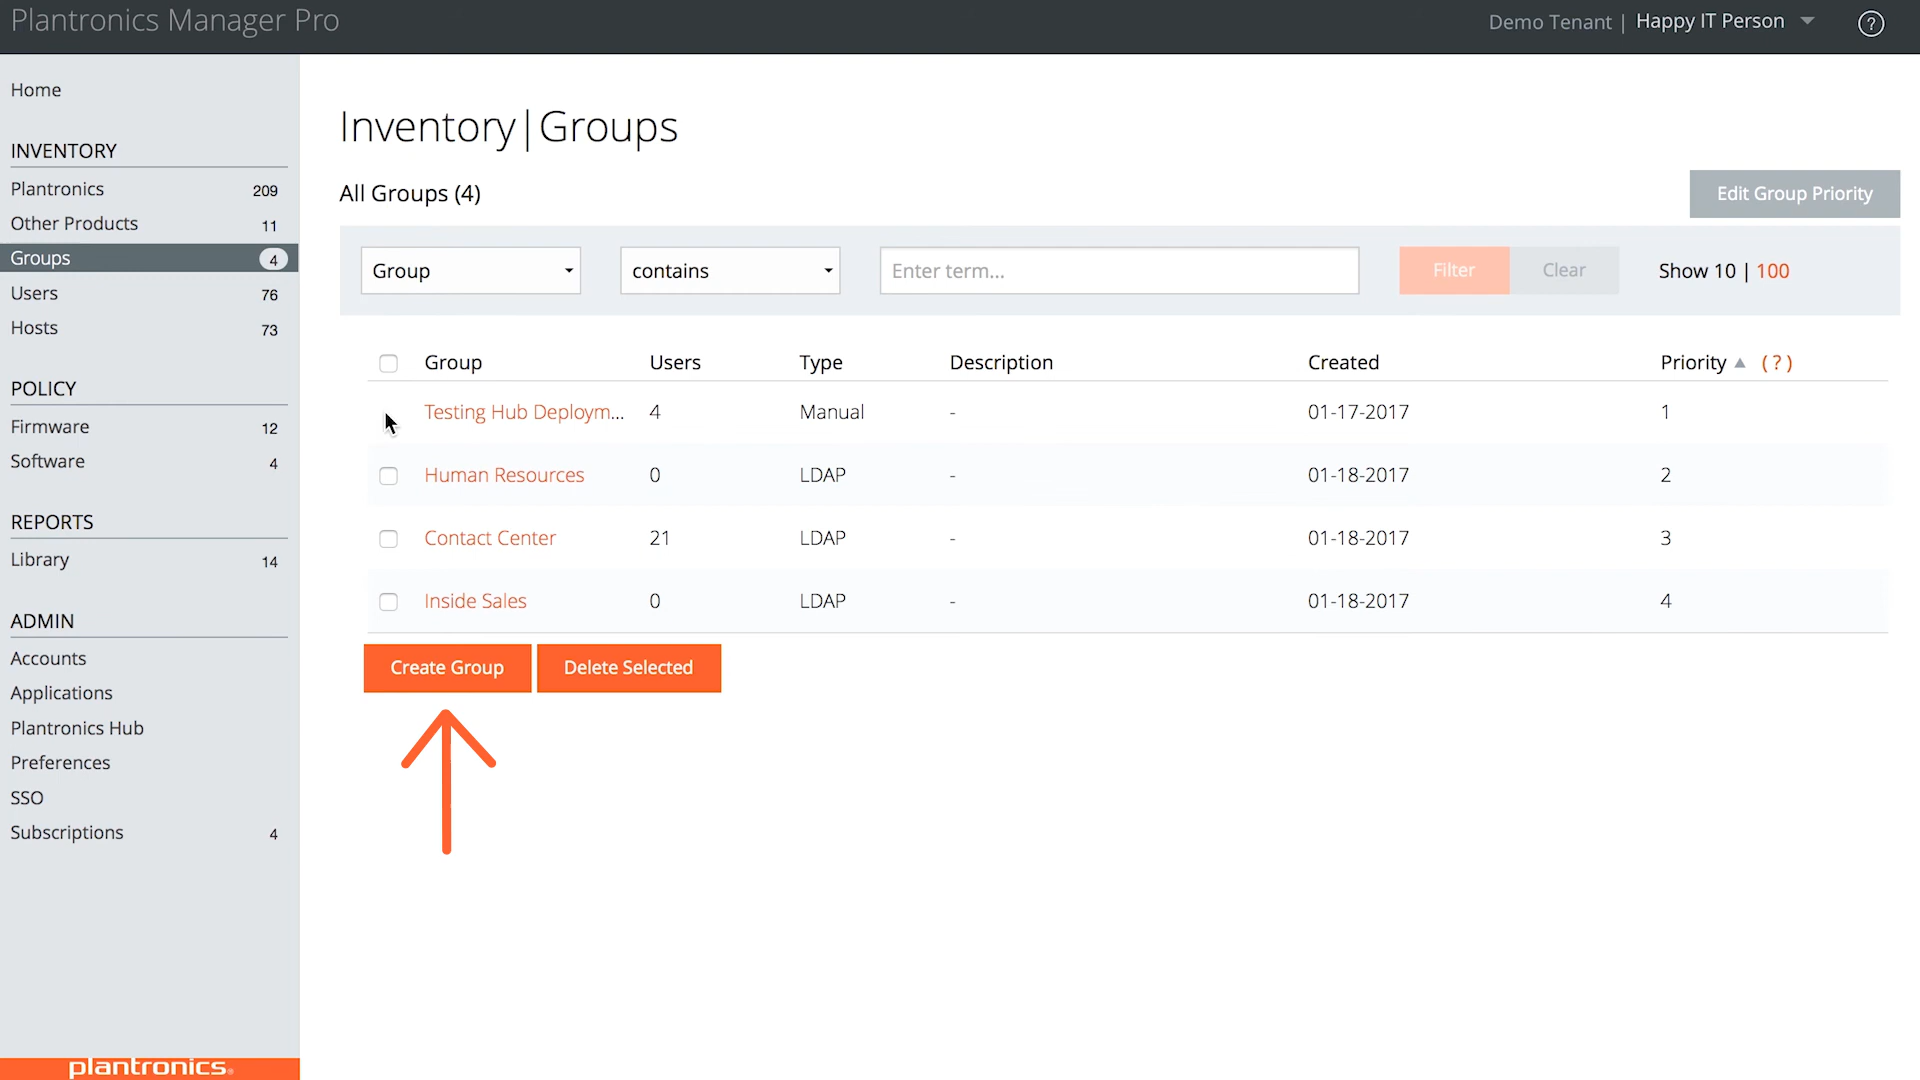 Plantronics Manager Pro
Demo Tenant | Happy IT Person ?
Home
INVENTORY
Plantronics 209
Other Products 11
Groups 4
Users 76
Hosts 73
POLICY
Firmware 12
Software 4
REPORTS
Library 14
ADMIN
Accounts
Applications
Plantronics Hub
Preferences
SSO
Subscriptions 4
plantronics®
Inventory|Groups
All Groups (4)
Edit Group Priority
Group contains Enter term... Filter Clear Show 10 | 100
Group Users Type Description Created Priority (?)
Testing Hub Deploym... 4 Manual - 01-17-2017 1
Human Resources 0 LDAP - 01-18-2017 2
Contact Center 21 LDAP - 01-18-2017 3
Inside Sales 0 LDAP - 01-18-2017 4
Create Group Delete Selected